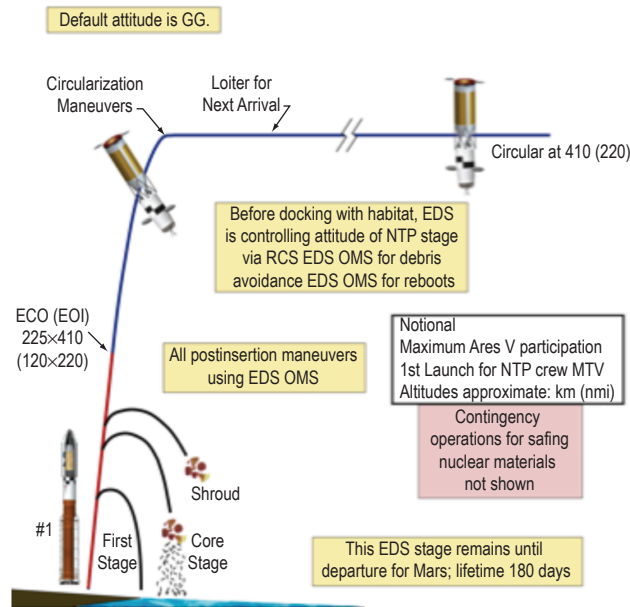 Default attitude is GG.
Circularization
Maneuvers
Loiter for
Next Arrival
Circular at 410 (220)
Before docking with habitat, EDS
is controlling attitude of NTP stage
via RCS EDS OMS for debris
avoidance EDS OMS for reboots
ECO (EOI)
225×410
(120×220)
All postinsertion maneuvers
using EDS OMS
Notional
Maximum Ares V participation
1st Launch for NTP crew MTV
Altitudes approximate: km (nmi)
Contingency
operations for safing
nuclear materials
not shown
Shroud
#1
First
Stage
Core
Stage
This EDS stage remains until
departure for Mars; lifetime 180 days